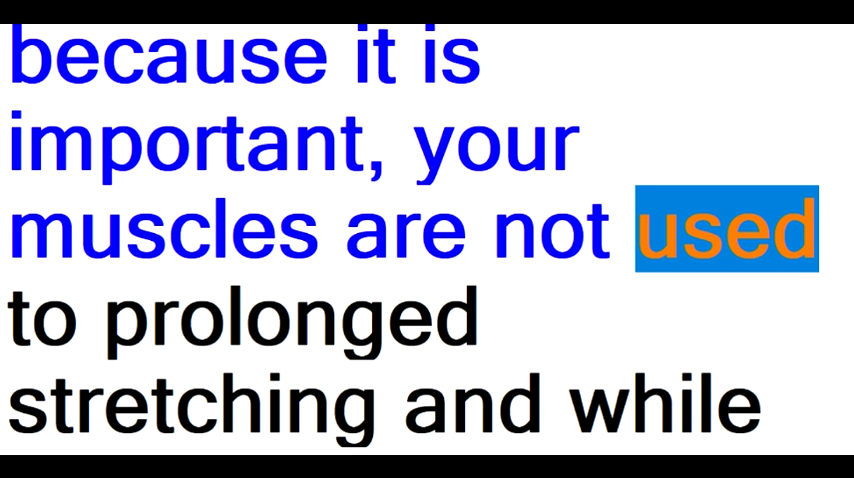 because it is
important, your
muscles are not used
to prolonged
stretching and while